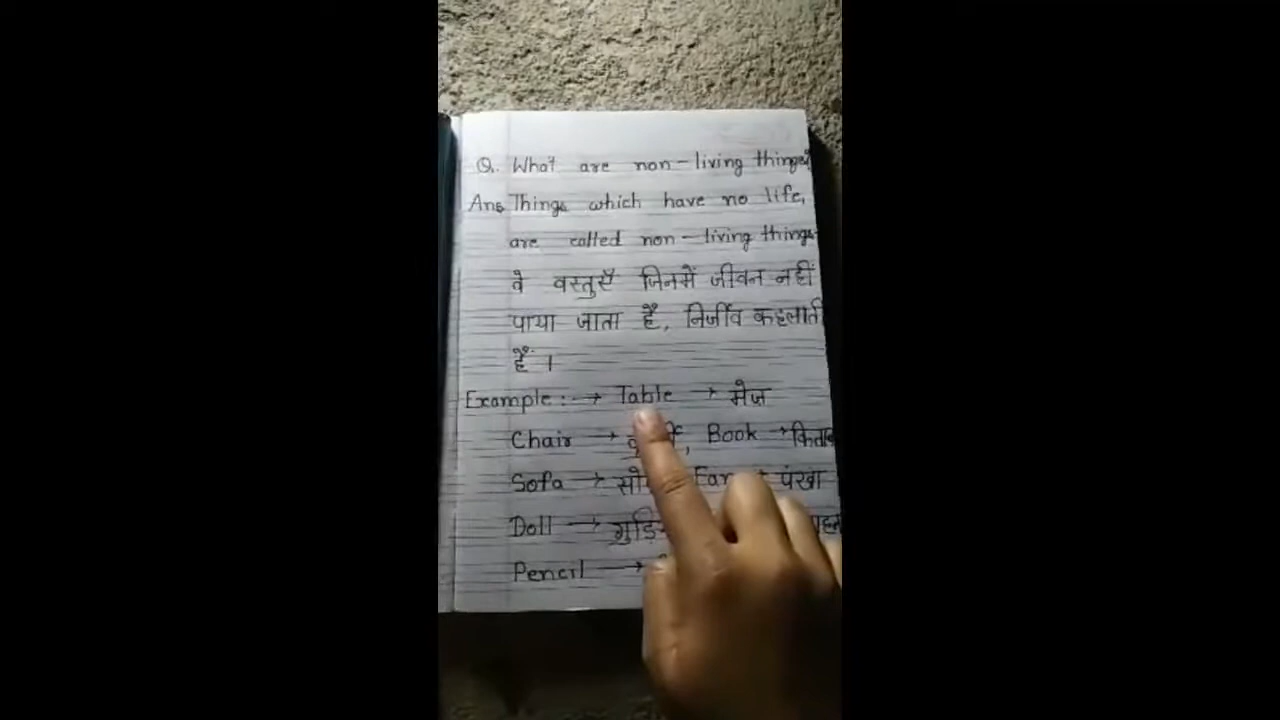 Q. What are non-living things?
Ans Things which have no life,
are called non-living things.
वे वस्तुएँ जिनमें जीवन नहीं
पाया जाता है, निर्जीव कहलाती
हैं ।
Example:- → Table → मेज
Chair → Book → किताब
Sofa → → पंखा
Doll →
Pencil →